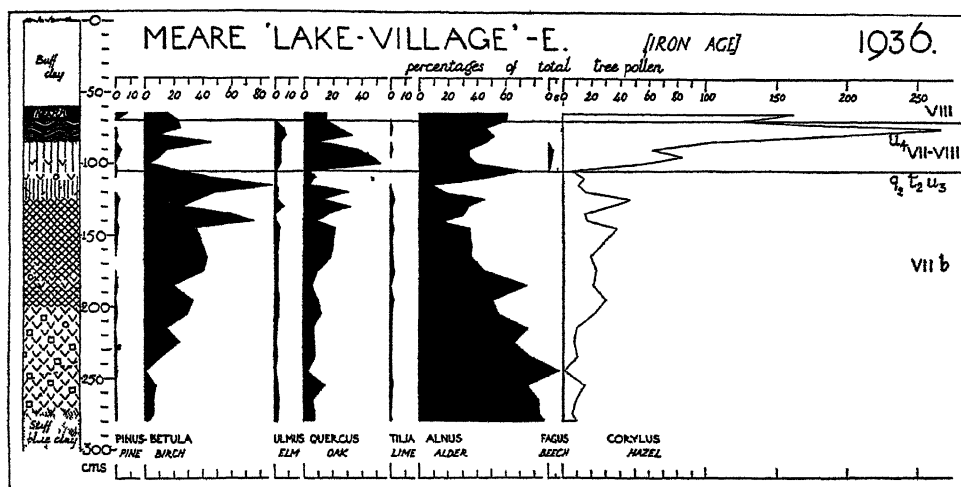 MEARE 'LAKE-VILLAGE'-E. [IRON AGE] 1936.
percentages of total tree pollen
0 10 0 20 40 60 80 0 10 0 20 40 0 10 0 20 40 60 80 0 0 20 40 100 150 200 250
0
50
100
150
200
250
300
cms
Buff clay
Stiff blue clay
VIII
u4 VII-VIII
q2 t2 u3
VII b
PINUS BETULA ULMUS QUERCUS TILIA ALNUS FAGUS CORYLUS
PINE BIRCH ELM OAK LIME ALDER BEECH HAZEL